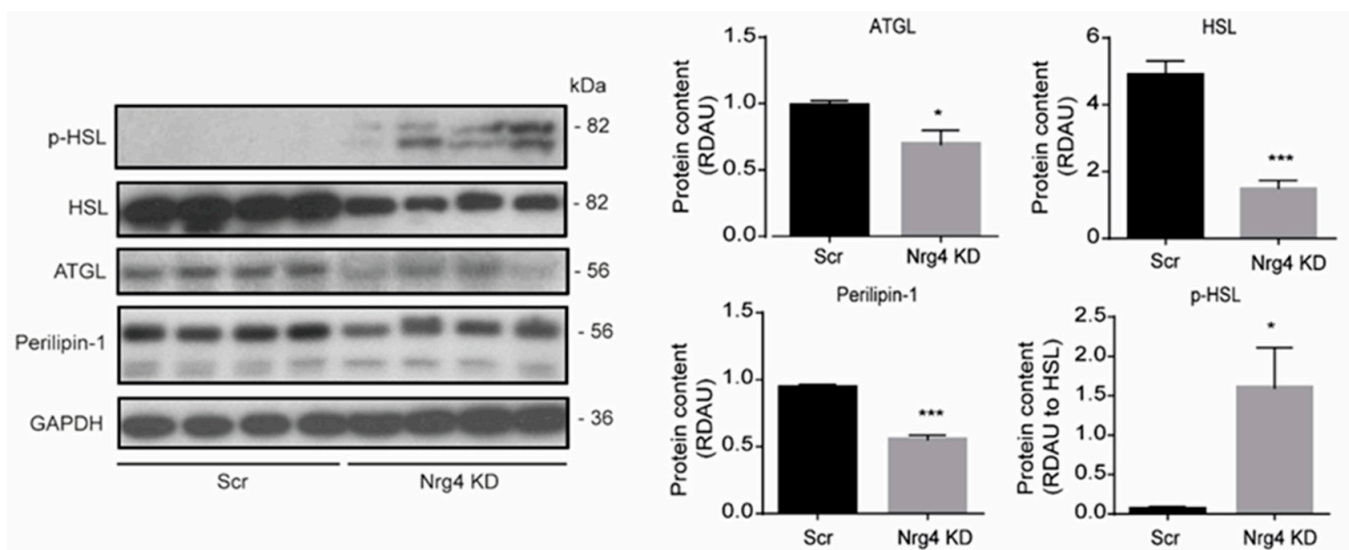 kDa
p-HSL
- 82
HSL
- 82
ATGL
- 56
Perilipin-1
- 56
GAPDH
- 36
Scr
Nrg4 KD
ATGL
Protein content
(RDAU)
1.5
1.0
0.5
0.0
*
Scr
Nrg4 KD
HSL
Protein content
(RDAU)
6
4
2
0
***
Scr
Nrg4 KD
Perilipin-1
Protein content
(RDAU)
1.5
1.0
0.5
0.0
***
Scr
Nrg4 KD
p-HSL
Protein content
(RDAU to HSL)
2.5
2.0
1.5
1.0
0.5
0.0
*
Scr
Nrg4 KD